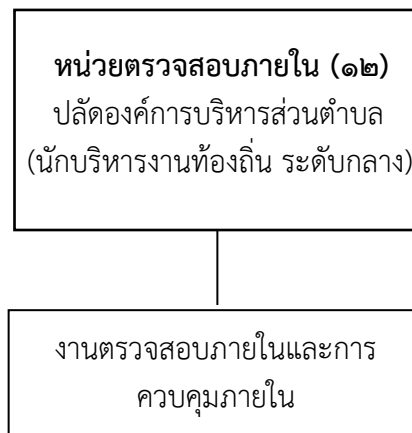 หน่วยตรวจสอบภายใน (๑๒)
ปลัดองค์การบริหารส่วนตำบล
(นักบริหารงานท้องถิ่น ระดับกลาง)
งานตรวจสอบภายในและการ
ควบคุมภายใน